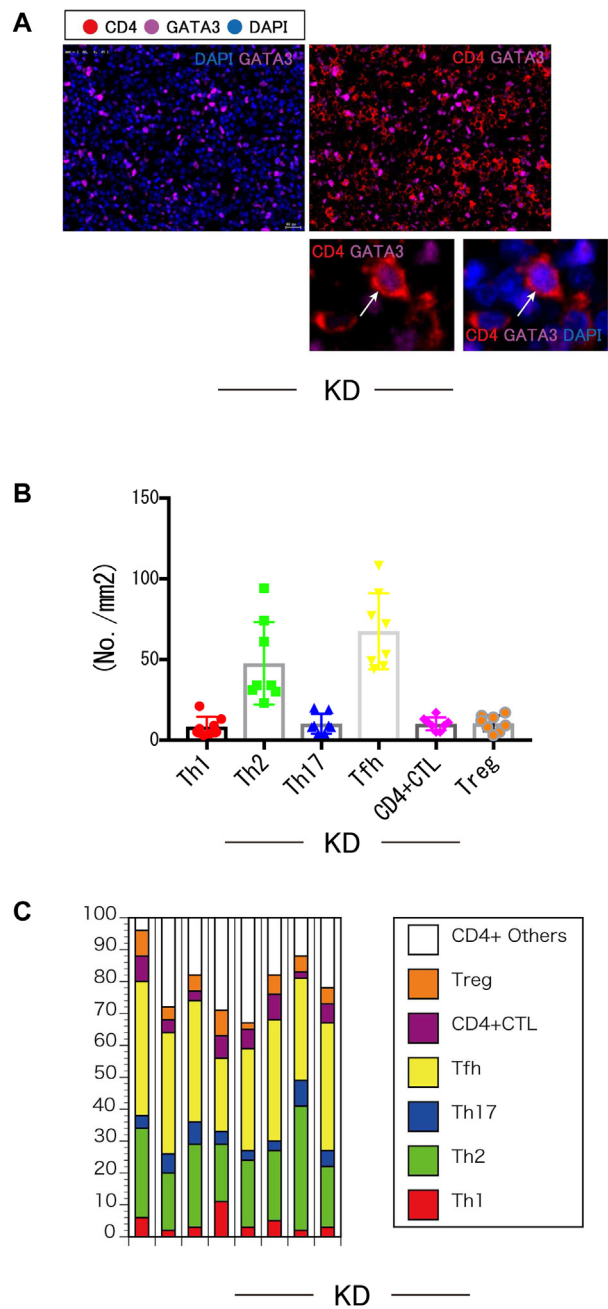 A
CD4 GATA3 DAPI
DAPI GATA3
CD4 GATA3
CD4 GATA3
CD4 GATA3 DAPI
KD
B
(No. /mm2)
150
100
50
0
Th1 Th2 Th17 Tfh CD4+CTL Treg
KD
C
100
90
80
70
60
50
40
30
20
10
0
CD4+ Others
Treg
CD4+CTL
Tfh
Th17
Th2
Th1
KD